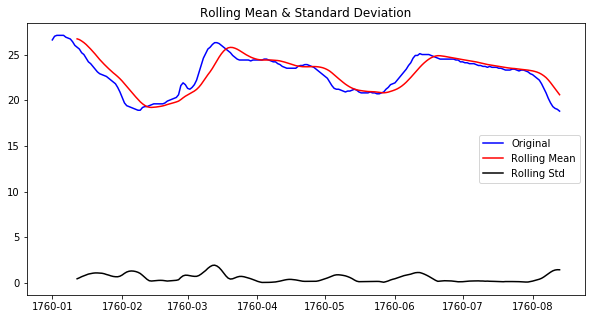 Rolling Mean & Standard Deviation
25
20
15
10
5
0
Original
Rolling Mean
Rolling Std
1760-01 1760-02 1760-03 1760-04 1760-05 1760-06 1760-07 1760-08